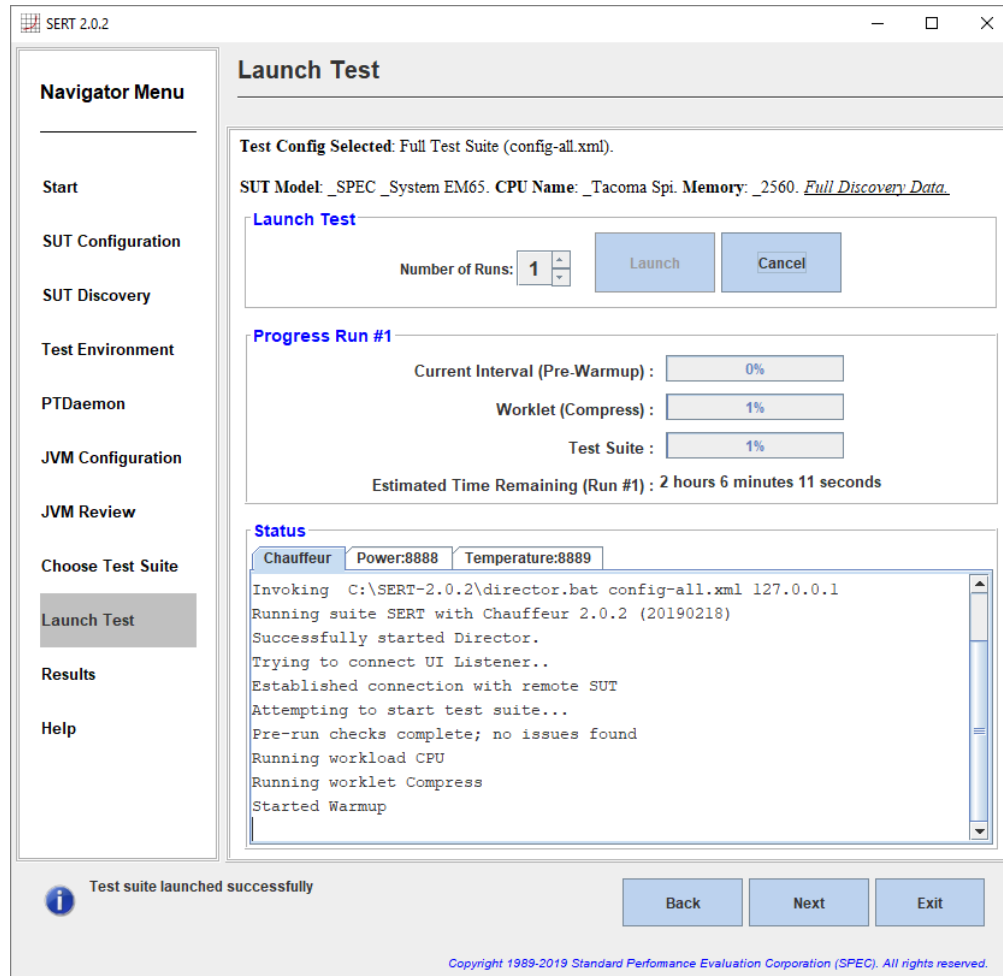 SERT 2.0.2
Navigator Menu
Start
SUT Configuration
SUT Discovery
Test Environment
PTDaemon
JVM Configuration
JVM Review
Choose Test Suite
Launch Test
Results
Help
Launch Test
Test Config Selected: Full Test Suite (config-all.xml).
SUT Model: _SPEC _System EM65. CPU Name: _Tacoma Spi. Memory: _2560. Full Discovery Data.
Launch Test
Number of Runs: 1 Launch Cancel
Progress Run #1
Current Interval (Pre-Warmup) : 0%
Worklet (Compress) : 1%
Test Suite : 1%
Estimated Time Remaining (Run #1) : 2 hours 6 minutes 11 seconds
Status
Chauffeur Power:8888 Temperature:8889
Invoking  C:\SERT-2.0.2\director.bat config-all.xml 127.0.0.1
Running suite SERT with Chauffeur 2.0.2 (20190218)
Successfully started Director.
Trying to connect UI Listener..
Established connection with remote SUT
Attempting to start test suite...
Pre-run checks complete; no issues found
Running workload CPU
Running worklet Compress
Started Warmup
Test suite launched successfully
Back Next Exit
Copyright 1989-2019 Standard Perfomance Evaluation Corporation (SPEC). All rights reserved.